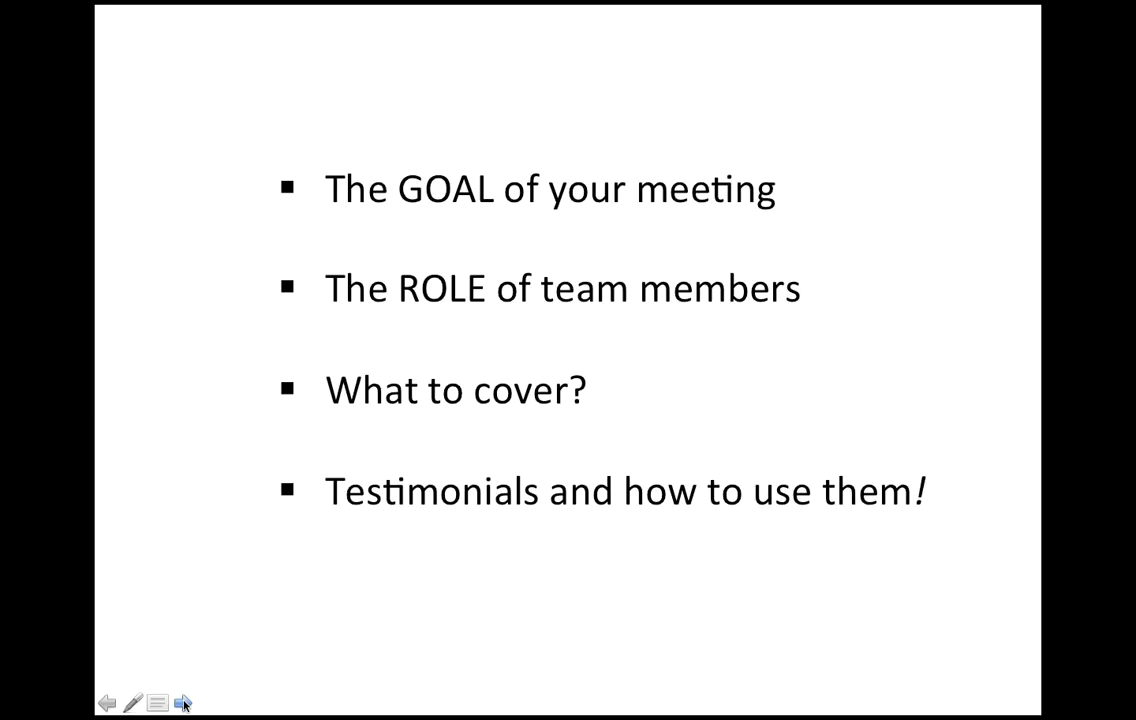 ▪ The GOAL of your meeting
▪ The ROLE of team members
▪ What to cover?
▪ Testimonials and how to use them!